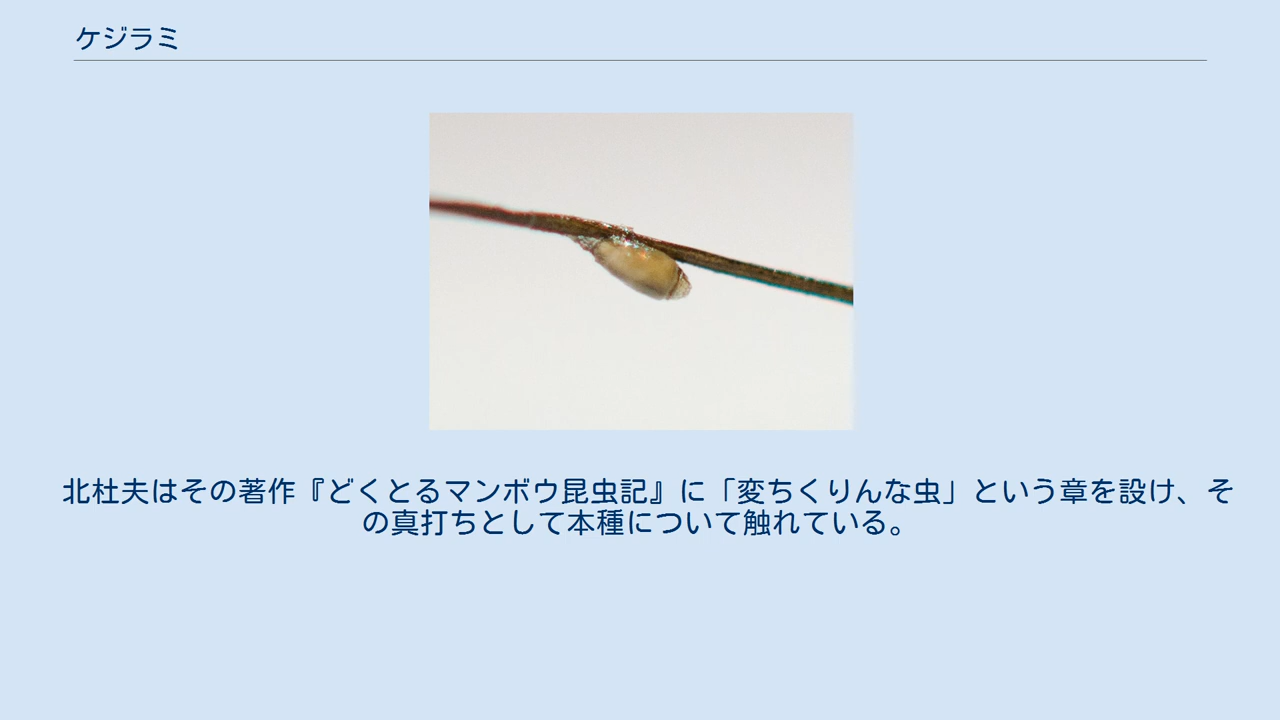 ケジラミ
北杜夫はその著作『どくとるマンボウ昆虫記』に「変ちくりんな虫」という章を設け、そ
の真打ちとして本種について触れている。